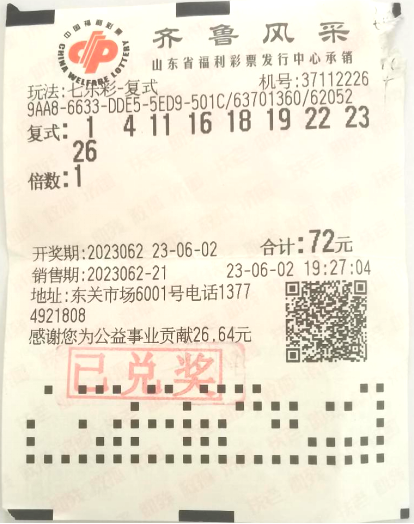 中国福利彩票
CHINA WELFARE LOTTERY
齐鲁风采
山东省福利彩票发行中心承销
玩法:七乐彩-复式 机号:37112226
9AA8-6633-DDE5-5ED9-501C/63701360/62052
复式: 1 4 11 16 18 19 22 23
26
倍数:1
开奖期:2023062 23-06-02 合计:72元
销售期:2023062-21 23-06-02 19:27:04
地址:东关市场6001号电话1377
4921808
感谢您为公益事业贡献26.64元
已兑奖